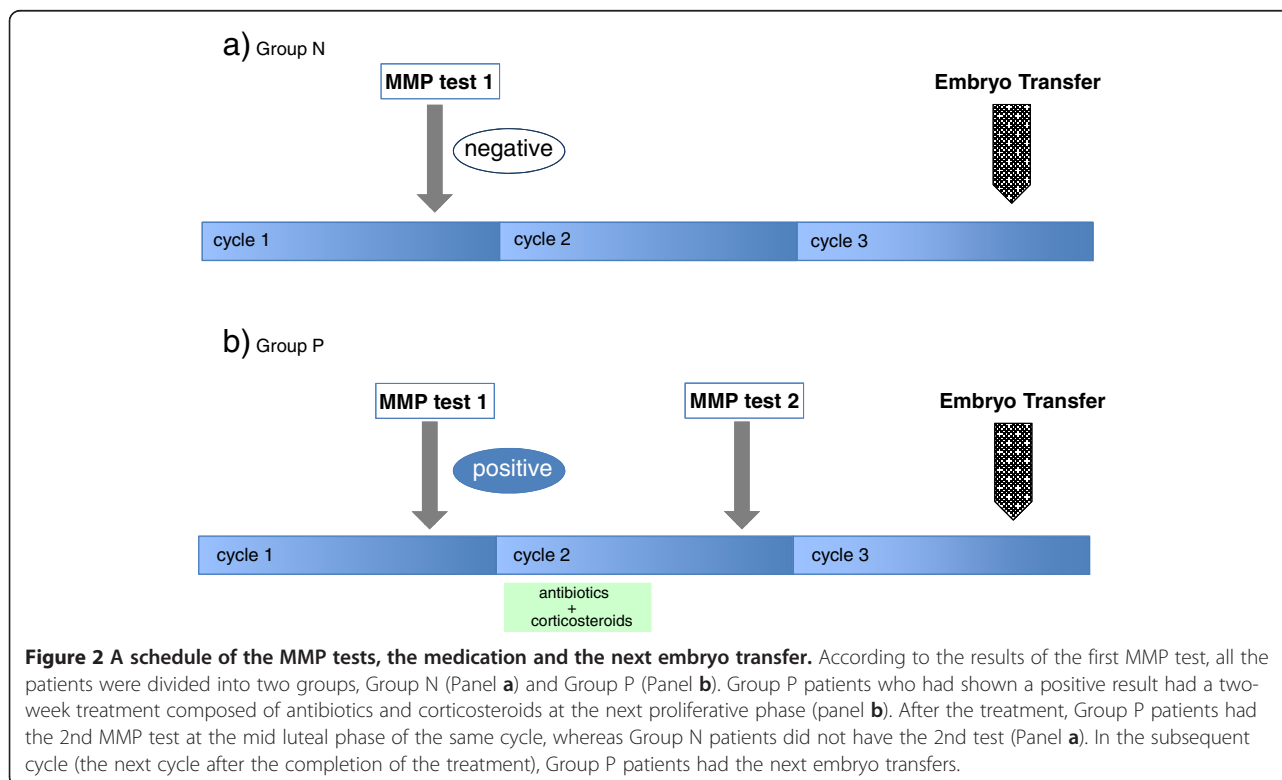 a) Group N
MMP test 1
Embryo Transfer
negative
cycle 1
cycle 2
cycle 3
b) Group P
MMP test 1
MMP test 2
Embryo Transfer
positive
cycle 1
cycle 2
cycle 3
antibiotics
+
corticosteroids
Figure 2 A schedule of the MMP tests, the medication and the next embryo transfer. According to the results of the first MMP test, all the
patients were divided into two groups, Group N (Panel a) and Group P (Panel b). Group P patients who had shown a positive result had a two-
week treatment composed of antibiotics and corticosteroids at the next proliferative phase (panel b). After the treatment, Group P patients had
the 2nd MMP test at the mid luteal phase of the same cycle, whereas Group N patients did not have the 2nd test (Panel a). In the subsequent
cycle (the next cycle after the completion of the treatment), Group P patients had the next embryo transfers.